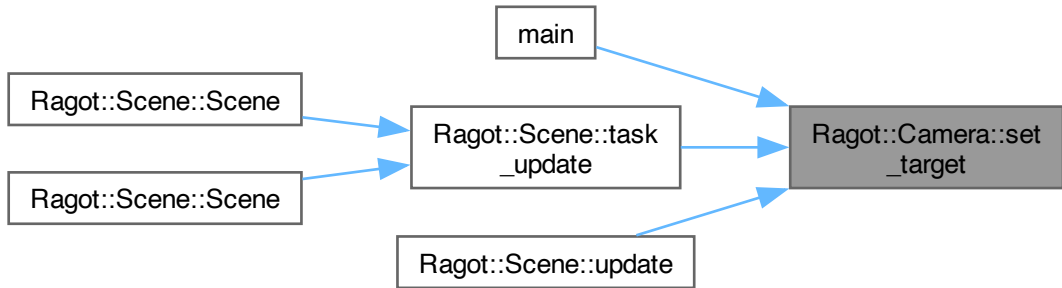 main
Ragot::Scene::Scene
Ragot::Scene::task
_update
Ragot::Camera::set
_target
Ragot::Scene::Scene
Ragot::Scene::update